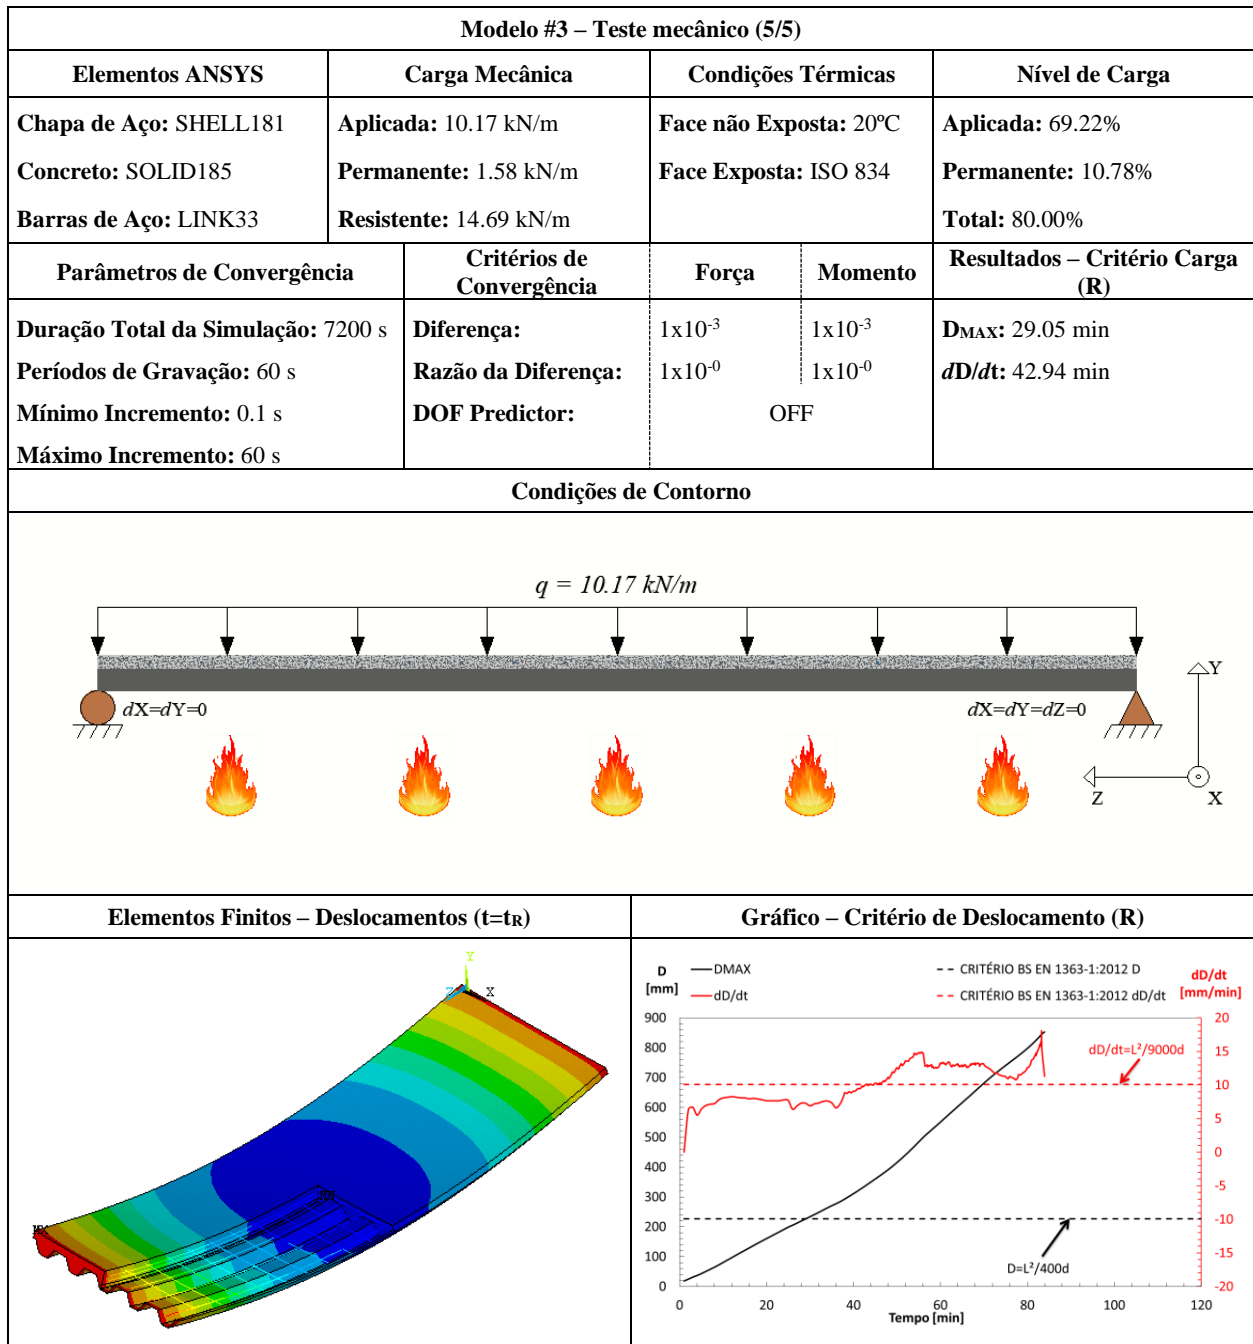 Modelo #3 – Teste mecânico (5/5)
Elementos ANSYS
Carga Mecânica
Condições Térmicas
Nível de Carga
Chapa de Aço: SHELL181
Concreto: SOLID185
Barras de Aço: LINK33
Aplicada: 10.17 kN/m
Permanente: 1.58 kN/m
Resistente: 14.69 kN/m
Face não Exposta: 20ºC
Face Exposta: ISO 834
Aplicada: 69.22%
Permanente: 10.78%
Total: 80.00%
Parâmetros de Convergência
Critérios de
Convergência
Força
Momento
Resultados – Critério Carga
(R)
Duração Total da Simulação: 7200 s
Períodos de Gravação: 60 s
Mínimo Incremento: 0.1 s
Máximo Incremento: 60 s
Diferença: 1x10-3 1x10-3
Razão da Diferença: 1x10-0 1x10-0
DOF Predictor: OFF
DMAX: 29.05 min
dD/dt: 42.94 min
Condições de Contorno
q = 10.17 kN/m
dX=dY=0
dX=dY=dZ=0
Y
Z
X
Elementos Finitos – Deslocamentos (t=tR)
Gráfico – Critério de Deslocamento (R)
Y
Z
X
D
[mm]
DMAX
CRITÉRIO BS EN 1363-1:2012 D
dD/dt
CRITÉRIO BS EN 1363-1:2012 dD/dt
dD/dt
[mm/min]
900
800
700
600
500
400
300
200
100
0
20
15
10
5
0
-5
-10
-15
-20
dD/dt=L²/9000d
D=L²/400d
0 20 40 60 80 100 120
Tempo [min]